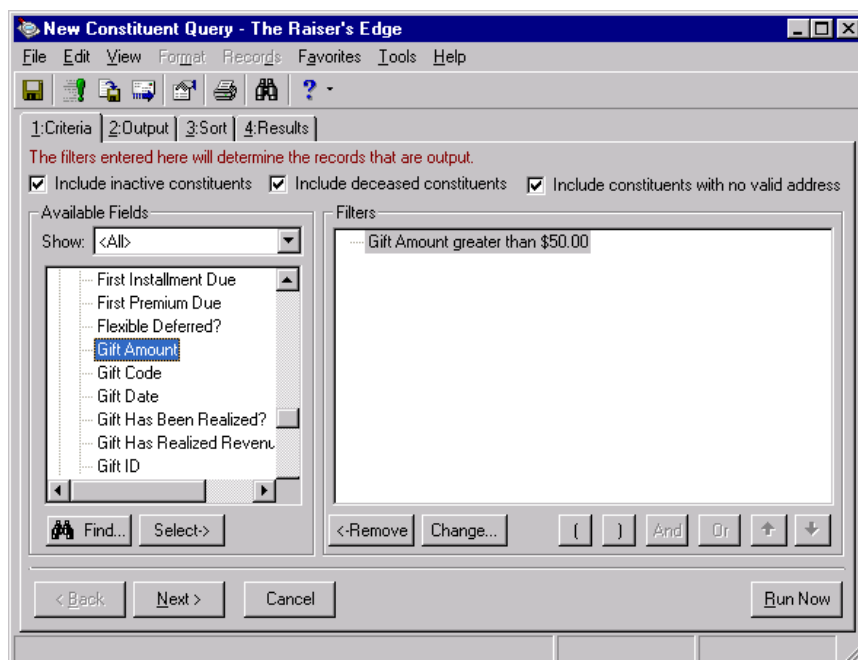 New Constituent Query - The Raiser's Edge
File Edit View Format Records Favorites Tools Help
?
1:Criteria 2:Output 3:Sort 4:Results
The filters entered here will determine the records that are output.
Include inactive constituents Include deceased constituents Include constituents with no valid address
Available Fields
Show: <All>
First Installment Due
First Premium Due
Flexible Deferred?
Gift Amount
Gift Code
Gift Date
Gift Has Been Realized?
Gift Has Realized Revenu
Gift ID
Find... Select->
Filters
Gift Amount greater than $50.00
<-Remove Change... ( ) And Or
< Back Next > Cancel Run Now